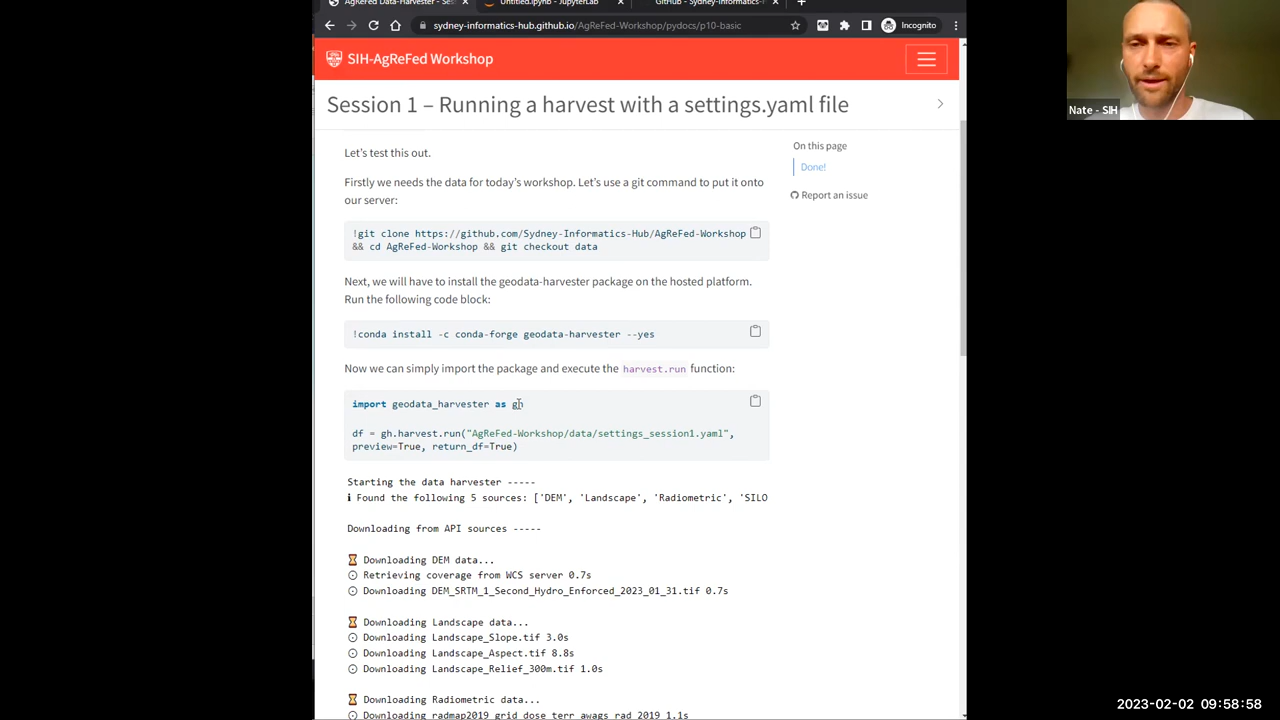 AgReFed Data-Harvester - Ses
Untitled.ipynb - JupyterLab
GitHub - Sydney-Informatics-H
sydney-informatics-hub.github.io/AgReFed-Workshop/pydocs/p10-basic
Incognito
SIH-AgReFed Workshop
Session 1 – Running a harvest with a settings.yaml file
Nate - SIH
On this page
Done!
Report an issue
Let’s test this out.
Firstly we needs the data for today’s workshop. Let’s use a git command to put it onto
our server:
!git clone https://github.com/Sydney-Informatics-Hub/AgReFed-Workshop
&& cd AgReFed-Workshop && git checkout data
Next, we will have to install the geodata-harvester package on the hosted platform.
Run the following code block:
!conda install -c conda-forge geodata-harvester --yes
Now we can simply import the package and execute the harvest.run function:
import geodata_harvester as gh
df = gh.harvest.run("AgReFed-Workshop/data/settings_session1.yaml",
preview=True, return_df=True)
Starting the data harvester -----
ℹ Found the following 5 sources: ['DEM', 'Landscape', 'Radiometric', 'SILO
Downloading from API sources -----
⏳ Downloading DEM data...
⊙ Retrieving coverage from WCS server 0.7s
⊙ Downloading DEM_SRTM_1_Second_Hydro_Enforced_2023_01_31.tif 0.7s
⏳ Downloading Landscape data...
⊙ Downloading Landscape_Slope.tif 3.0s
⊙ Downloading Landscape_Aspect.tif 8.8s
⊙ Downloading Landscape_Relief_300m.tif 1.0s
⏳ Downloading Radiometric data...
⊙ Downloading radmap2019_grid_dose_terr_awags_rad_2019 1.1s
2023-02-02 09:58:58